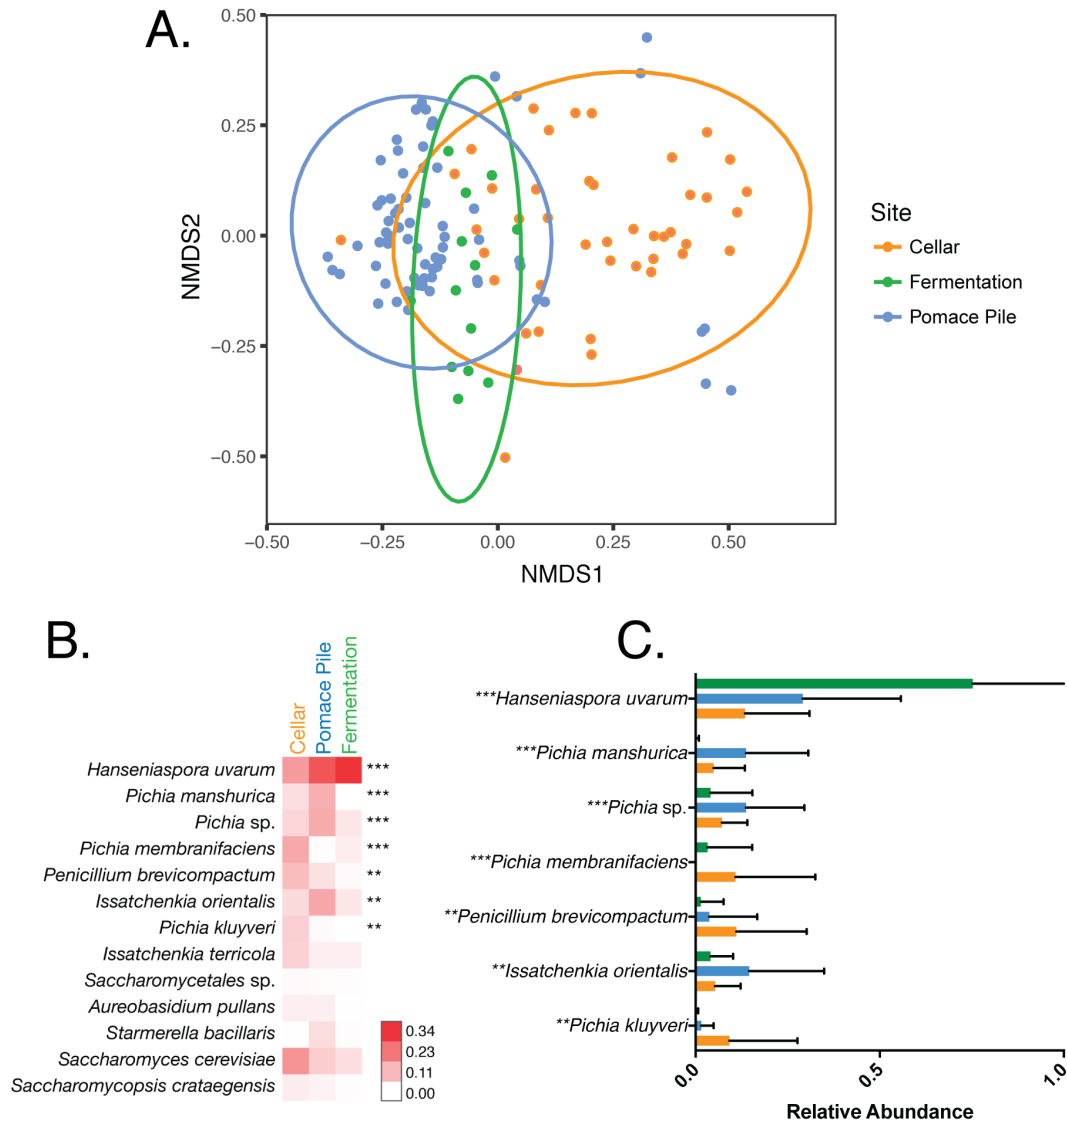 A.
0.50
0.25
0.00
−0.25
−0.50
NMDS2
−0.50
−0.25
0.00
0.25
0.50
NMDS1
Site
Cellar
Fermentation
Pomace Pile
B.
Cellar
Pomace Pile
Fermentation
Hanseniaspora uvarum ***
Pichia manshurica ***
Pichia sp. ***
Pichia membranifaciens ***
Penicillium brevicompactum **
Issatchenkia orientalis **
Pichia kluyveri **
Issatchenkia terricola
Saccharomycetales sp.
Aureobasidium pullans
Starmerella bacillaris
Saccharomyces cerevisiae
Saccharomycopsis crataegensis
0.34
0.23
0.11
0.00
C.
***Hanseniaspora uvarum
***Pichia manshurica
***Pichia sp.
***Pichia membranifaciens
**Penicillium brevicompactum
**Issatchenkia orientalis
**Pichia kluyveri
0.0
0.5
1.0
Relative Abundance